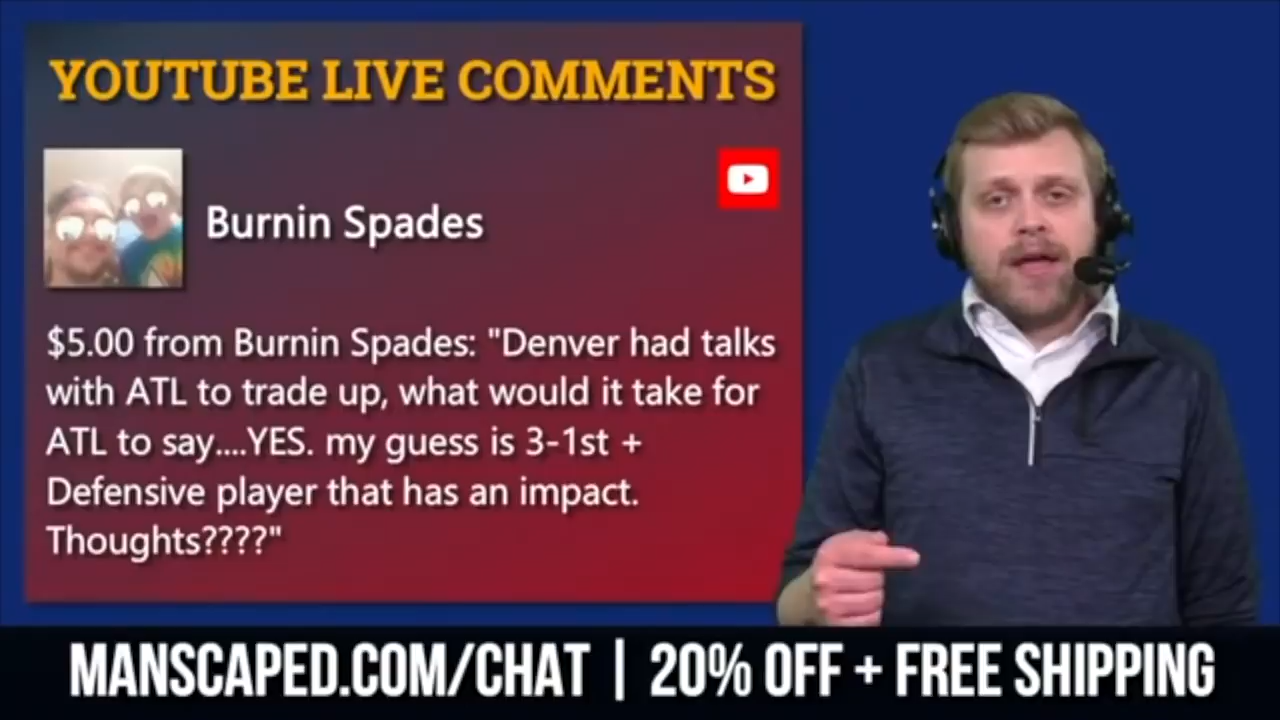 YOUTUBE LIVE COMMENTS
Burnin Spades
$5.00 from Burnin Spades: "Denver had talks
with ATL to trade up, what would it take for
ATL to say....YES. my guess is 3-1st +
Defensive player that has an impact.
Thoughts????"
MANSCAPED.COM/CHAT | 20% OFF + FREE SHIPPING